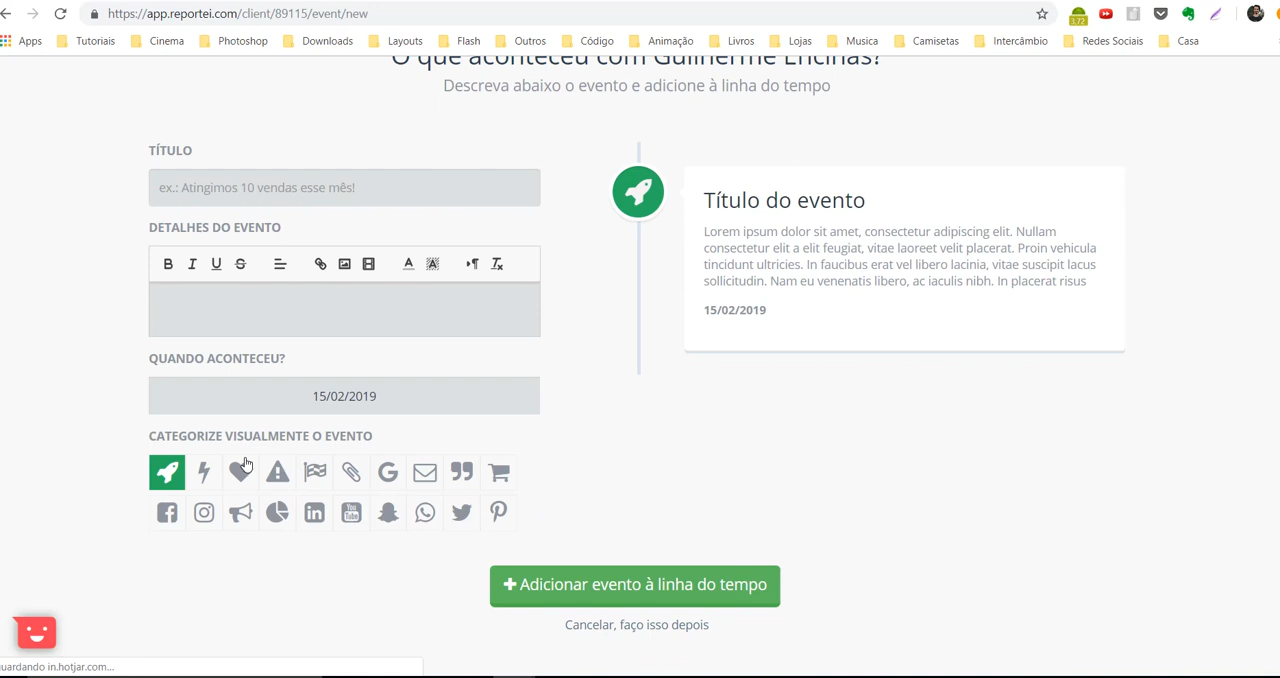 https://app.reportei.com/client/89115/event/new
3.72
Apps Tutoriais Cinema Photoshop Downloads Layouts Flash Outros Código Animação Livros Lojas Musica Camisetas Intercâmbio Redes Sociais Casa
O que aconteceu com Guilherme Encinas?
Descreva abaixo o evento e adicione à linha do tempo
TÍTULO
ex.: Atingimos 10 vendas esse mês!
DETALHES DO EVENTO
B I U S
QUANDO ACONTECEU?
15/02/2019
CATEGORIZE VISUALMENTE O EVENTO
Título do evento
Lorem ipsum dolor sit amet, consectetur adipiscing elit. Nullam
consectetur elit a elit feugiat, vitae laoreet velit placerat. Proin vehicula
tincidunt ultricies. In faucibus erat vel libero lacinia, vitae suscipit lacus
sollicitudin. Nam eu venenatis libero, ac iaculis nibh. In placerat risus
15/02/2019
Adicionar evento à linha do tempo
Cancelar, faço isso depois
uardando in.hotjar.com...